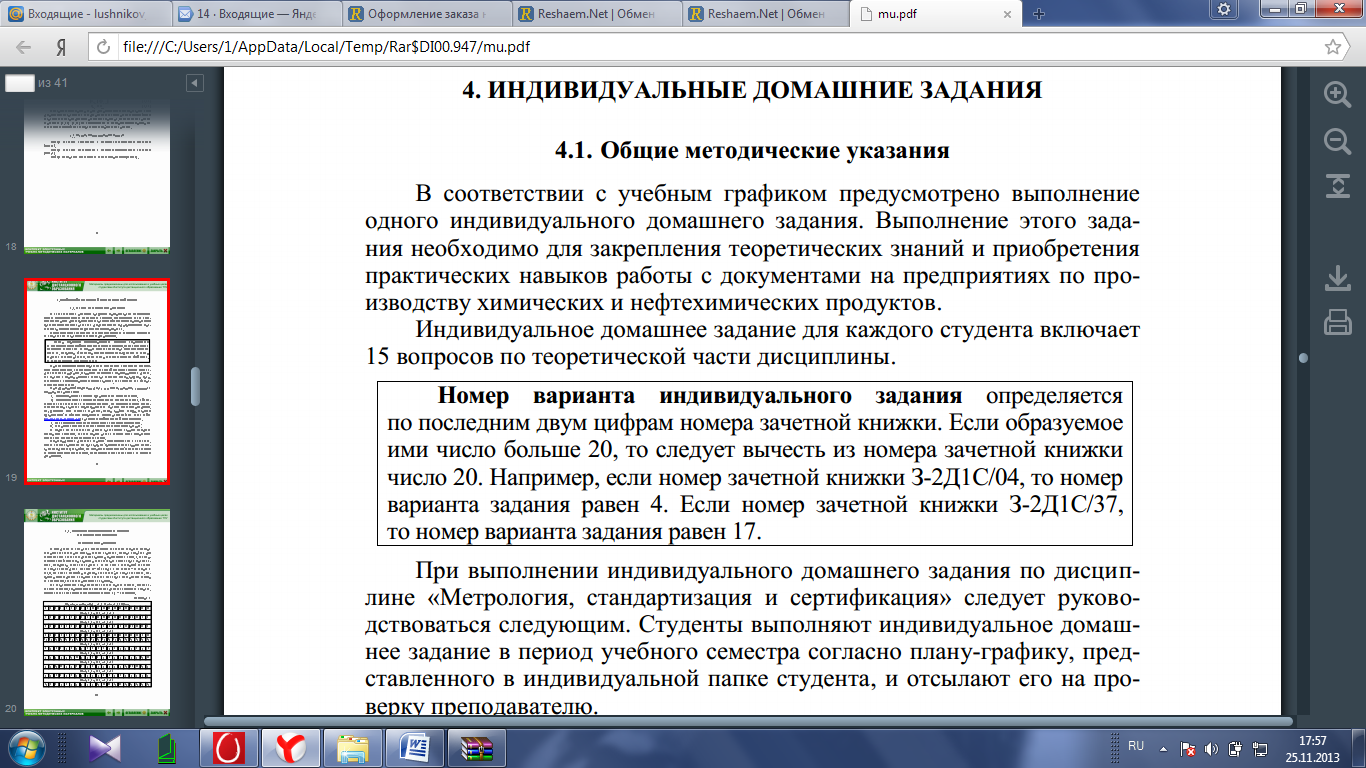 Входящие - lushnikov
14 · Входящие — Янде
Оформление заказа
Reshaem.Net | Обмен
Reshaem.Net | Обмен
mu.pdf
Я
file:///C:/Users/1/AppData/Local/Temp/Rar$DI00.947/mu.pdf
из 41
18
19
20
4. ИНДИВИДУАЛЬНЫЕ ДОМАШНИЕ ЗАДАНИЯ
4.1. Общие методические указания
В соответствии с учебным графиком предусмотрено выполнение
одного индивидуального домашнего задания. Выполнение этого зада-
ния необходимо для закрепления теоретических знаний и приобретения
практических навыков работы с документами на предприятиях по про-
изводству химических и нефтехимических продуктов.
Индивидуальное домашнее задание для каждого студента включает
15 вопросов по теоретической части дисциплины.
Номер варианта индивидуального задания определяется
по последним двум цифрам номера зачетной книжки. Если образуемое
ими число больше 20, то следует вычесть из номера зачетной книжки
число 20. Например, если номер зачетной книжки З-2Д1С/04, то номер
варианта задания равен 4. Если номер зачетной книжки З-2Д1С/37,
то номер варианта задания равен 17.
При выполнении индивидуального домашнего задания по дисцип-
лине «Метрология, стандартизация и сертификация» следует руково-
дствоваться следующим. Студенты выполняют индивидуальное домаш-
нее задание в период учебного семестра согласно плану-графику, пред-
ставленного в индивидуальной папке студента, и отсылают его на про-
верку преподавателю.
RU
17:57
25.11.2013